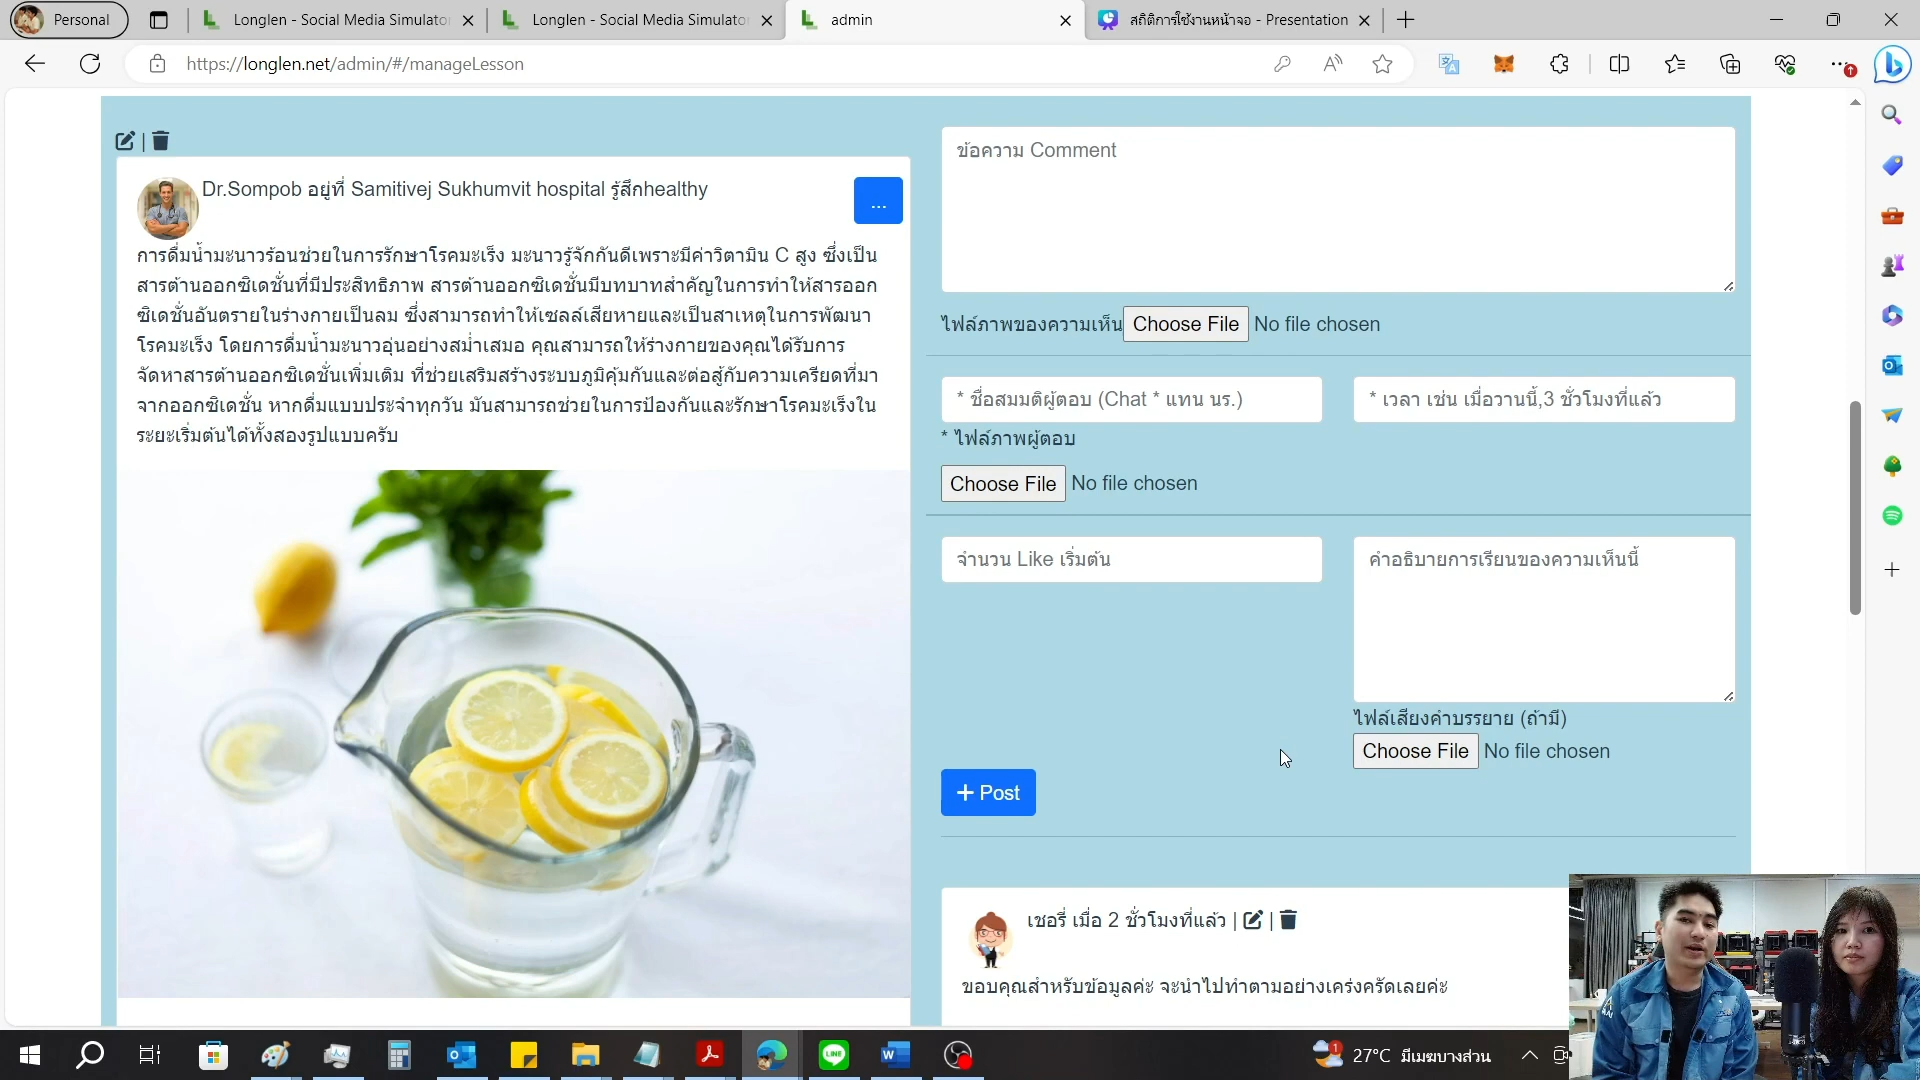 Personal
Longlen - Social Media Simulator
Longlen - Social Media Simulator
admin
สถิติการใช้งานหน้าจอ - Presentation
https://longlen.net/admin/#/manageLesson
Dr.Sompob อยู่ที่ Samitivej Sukhumvit hospital รู้สึกhealthy
...
การดื่มน้ำมะนาวร้อนช่วยในการรักษาโรคมะเร็ง มะนาวรู้จักกันดีเพราะมีค่าวิตามิน C สูง ซึ่งเป็น
สารต้านออกซิเดชั่นที่มีประสิทธิภาพ สารต้านออกซิเดชั่นมีบทบาทสำคัญในการทำให้สารออก
ซิเดชั่นอันตรายในร่างกายเป็นลม ซึ่งสามารถทำให้เซลล์เสียหายและเป็นสาเหตุในการพัฒนา
โรคมะเร็ง โดยการดื่มน้ำมะนาวอุ่นอย่างสม่ำเสมอ คุณสามารถให้ร่างกายของคุณได้รับการ
จัดหาสารต้านออกซิเดชั่นเพิ่มเติม ที่ช่วยเสริมสร้างระบบภูมิคุ้มกันและต่อสู้กับความเครียดที่มา
จากออกซิเดชั่น หากดื่มแบบประจำทุกวัน มันสามารถช่วยในการป้องกันและรักษาโรคมะเร็งใน
ระยะเริ่มต้นได้ทั้งสองรูปแบบครับ
ข้อความ Comment
ไฟล์ภาพของความเห็น Choose File No file chosen
* ชื่อสมมติผู้ตอบ (Chat * แทน นร.)
* เวลา เช่น เมื่อวานนี้,3 ชั่วโมงที่แล้ว
* ไฟล์ภาพผู้ตอบ
Choose File No file chosen
จำนวน Like เริ่มต้น
คำอธิบายการเรียนของความเห็นนี้
ไฟล์เสียงคำบรรยาย (ถ้ามี)
Choose File No file chosen
+ Post
เชอรี่ เมื่อ 2 ชั่วโมงที่แล้ว | |
ขอบคุณสำหรับข้อมูลค่ะ จะนำไปทำตามอย่างเคร่งครัดเลยค่ะ
27°C มีเมฆบางส่วน